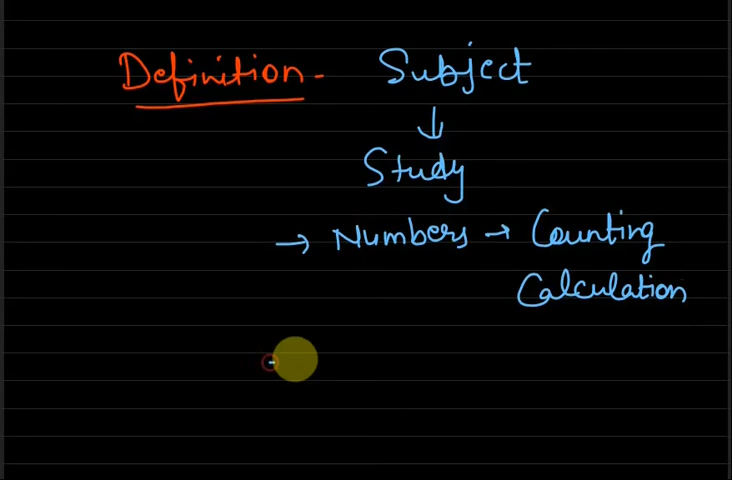 Definition - Subject
↓
Study
→ Numbers → Counting
Calculation